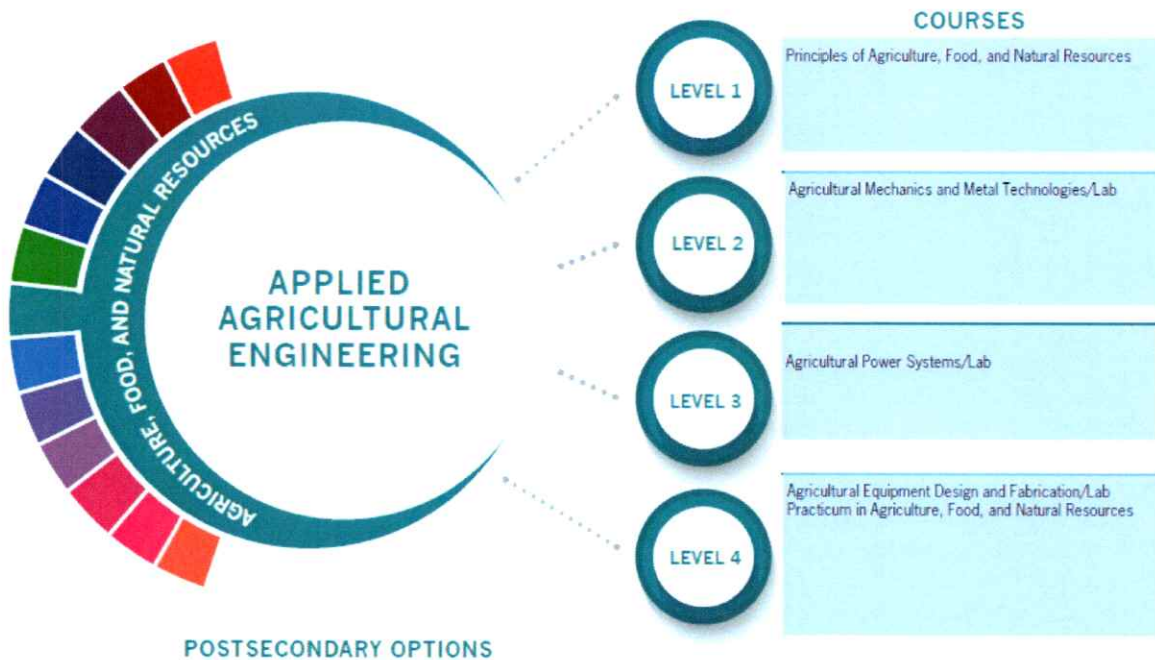 AGRICULTURE, FOOD, AND NATURAL RESOURCES
APPLIED
AGRICULTURAL
ENGINEERING
COURSES
LEVEL 1
Principles of Agriculture, Food, and Natural Resources
LEVEL 2
Agricultural Mechanics and Metal Technologies/Lab
LEVEL 3
Agricultural Power Systems/Lab
LEVEL 4
Agricultural Equipment Design and Fabrication/Lab
Practicum in Agriculture, Food, and Natural Resources
POSTSECONDARY OPTIONS